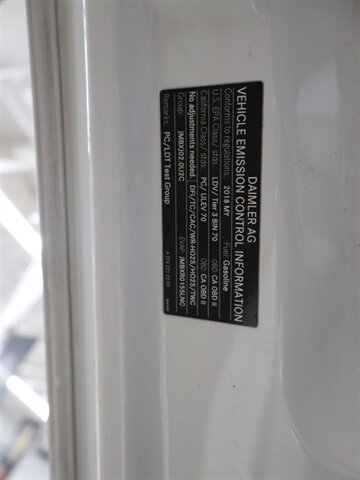 DAIMLER AG
VEHICLE EMISSION CONTROL INFORMATION
Conforms to regulations: 2018 MY Fuel: Gasoline
U.S. EPA Class/ stds. LDV/ Tier 3 BIN 70 OBD: CA OBD II
California Class/ stds. PC/ ULEV 70 OBD: CA OBD II
No adjustments needed. DFI/TC/CAC/WR-HO2S/HO2S/TWC
Group: JMBXJ02.0U2C EVAP: JMBXR0155LNC
Remarks: PC/LDT Test Group